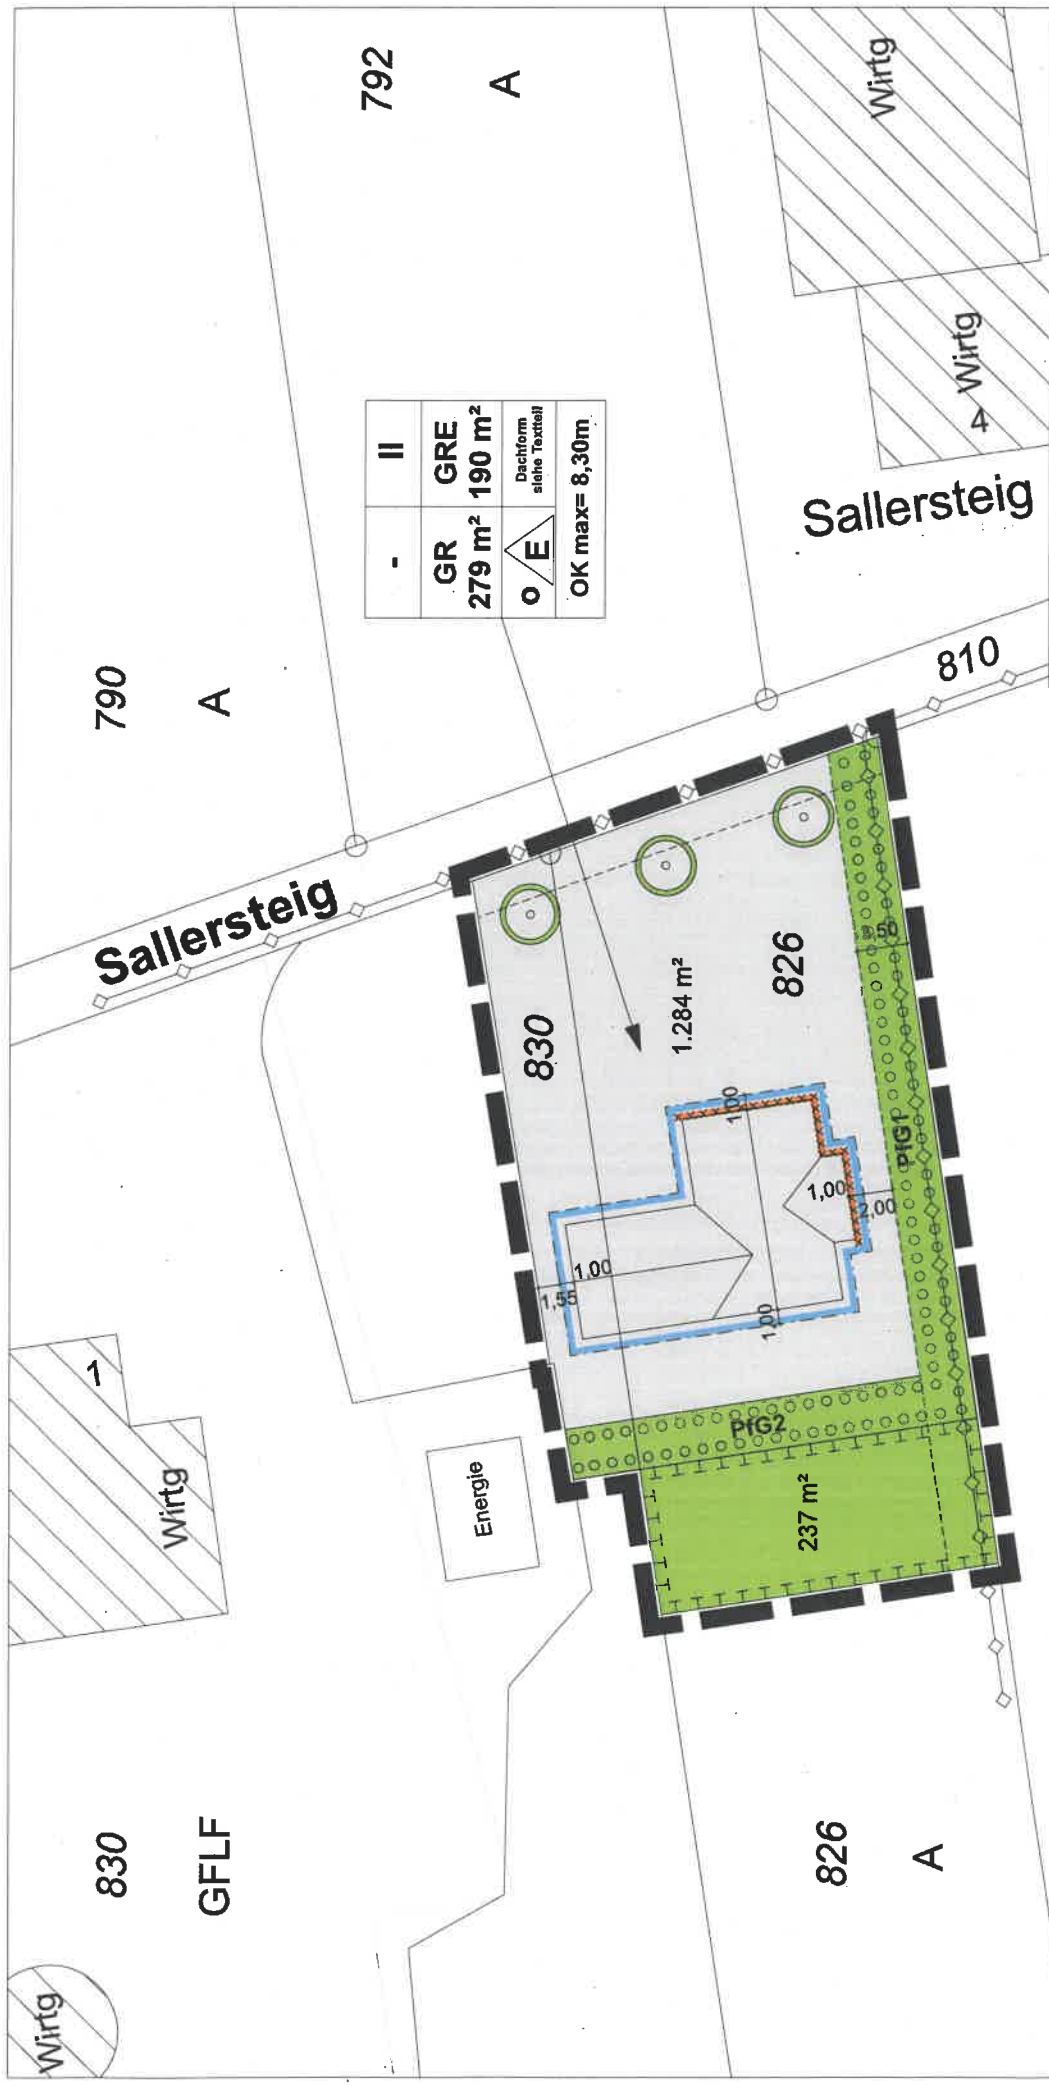 Wirtg
830
GFLF
Wirtg
1
Energie
Sallersteig
790
A
792
A
- II
GR GRE
279 m² 190 m²
o E Dachform
siehe Textteil
OK max= 8,30m
Wirtg
4 Wirtg
Sallersteig
810
830
826
1.284 m²
1,55
1,00
1,00
1,00
1,00
2,00
PfG1
PfG2
237 m²
826
A